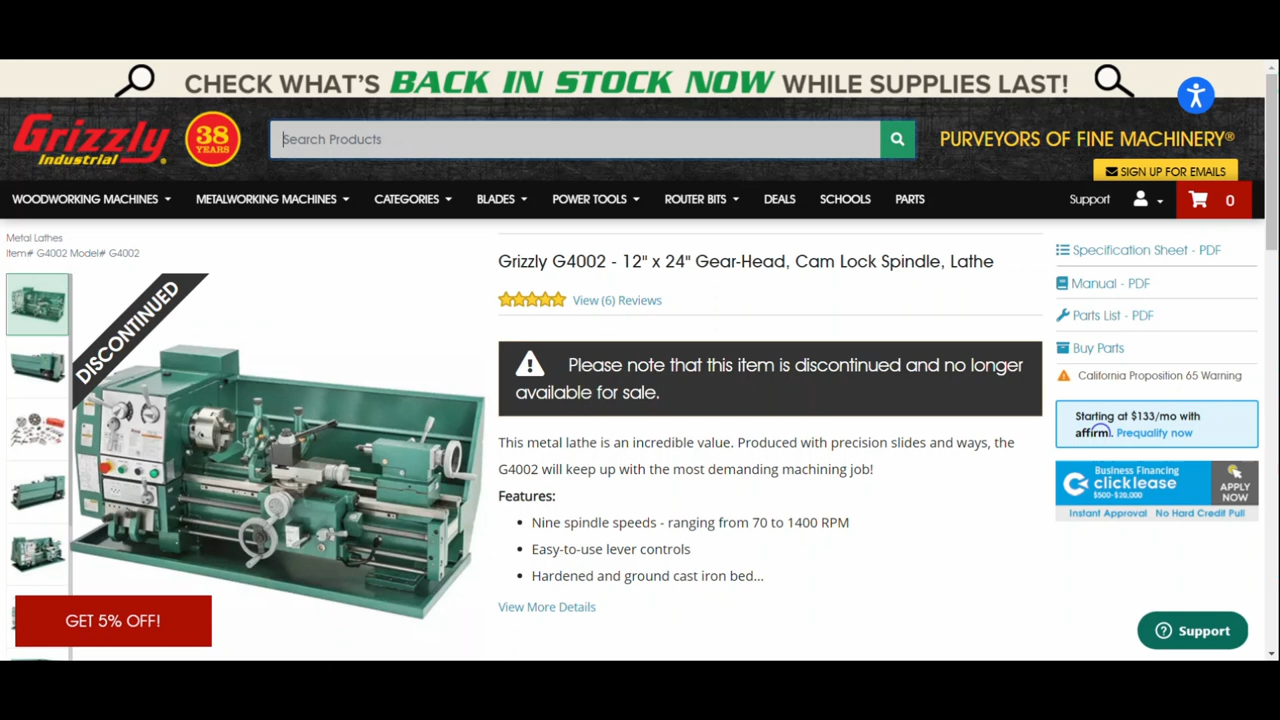 CHECK WHAT'S BACK IN STOCK NOW WHILE SUPPLIES LAST!
Grizzly
Industrial
38
YEARS
Search Products
PURVEYORS OF FINE MACHINERY®
SIGN UP FOR EMAILS
WOODWORKING MACHINES METALWORKING MACHINES CATEGORIES BLADES POWER TOOLS ROUTER BITS DEALS SCHOOLS PARTS Support 0
Metal Lathes
Item# G4002 Model# G4002
DISCONTINUED
GET 5% OFF!
Grizzly G4002 - 12" x 24" Gear-Head, Cam Lock Spindle, Lathe
View (6) Reviews
Please note that this item is discontinued and no longer
available for sale.
This metal lathe is an incredible value. Produced with precision slides and ways, the
G4002 will keep up with the most demanding machining job!
Features:
• Nine spindle speeds - ranging from 70 to 1400 RPM
• Easy-to-use lever controls
• Hardened and ground cast iron bed...
View More Details
Specification Sheet - PDF
Manual - PDF
Parts List - PDF
Buy Parts
California Proposition 65 Warning
Starting at $133/mo with
affirm. Prequalify now
Business Financing
clicklease
$500-$20,000
APPLY
NOW
Instant Approval No Hard Credit Pull
Support